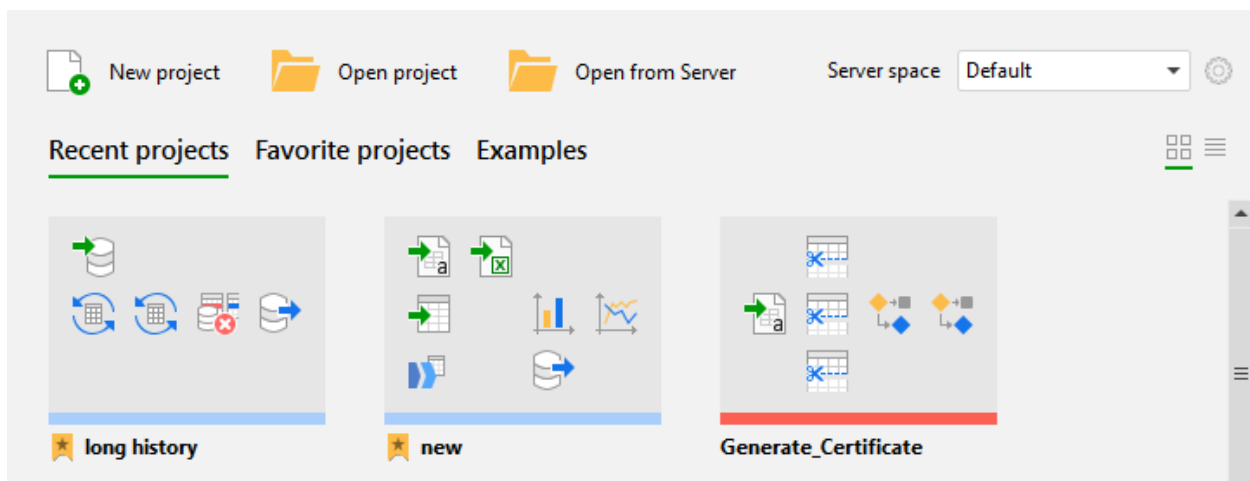 New project Open project Open from Server Server space Default
Recent projects Favorite projects Examples
a
a
long history new Generate_Certificate